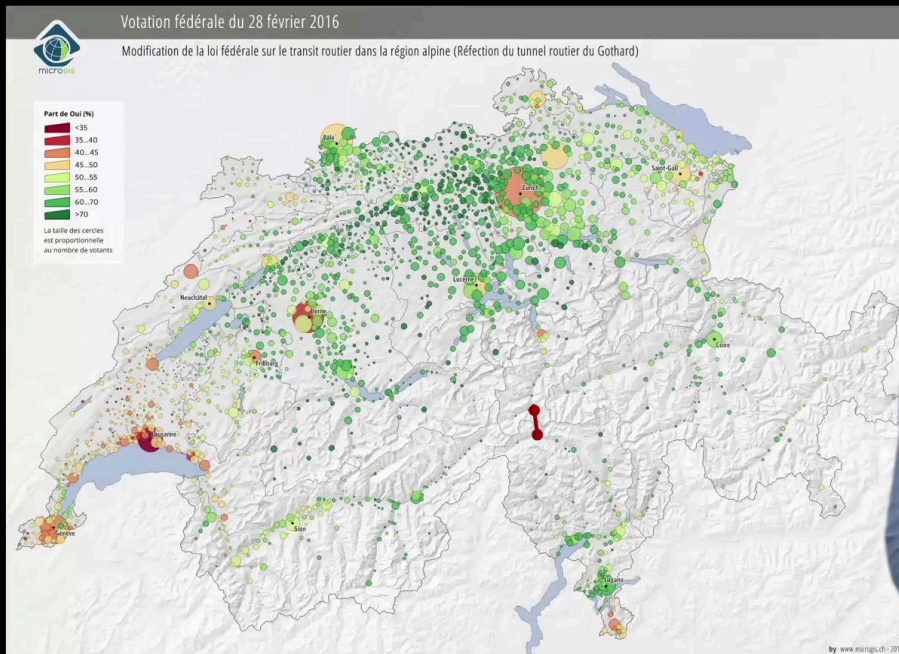 Votation fédérale du 28 février 2016
Modification de la loi fédérale sur le transit routier dans la région alpine (Réfection du tunnel routier du Gothard)
microGIS
Part de Oui (%)
<35
35...40
40...45
45...50
50...55
55...60
60...70
>70
La taille des cercles
est proportionnelle
au nombre de votants
Bâle
Zurich
Saint-Gall
Lucerne
Neuchâtel
Berne
Fribourg
Coire
Lausanne
Sion
Genève
Lugano
by www.microgis.ch - 201